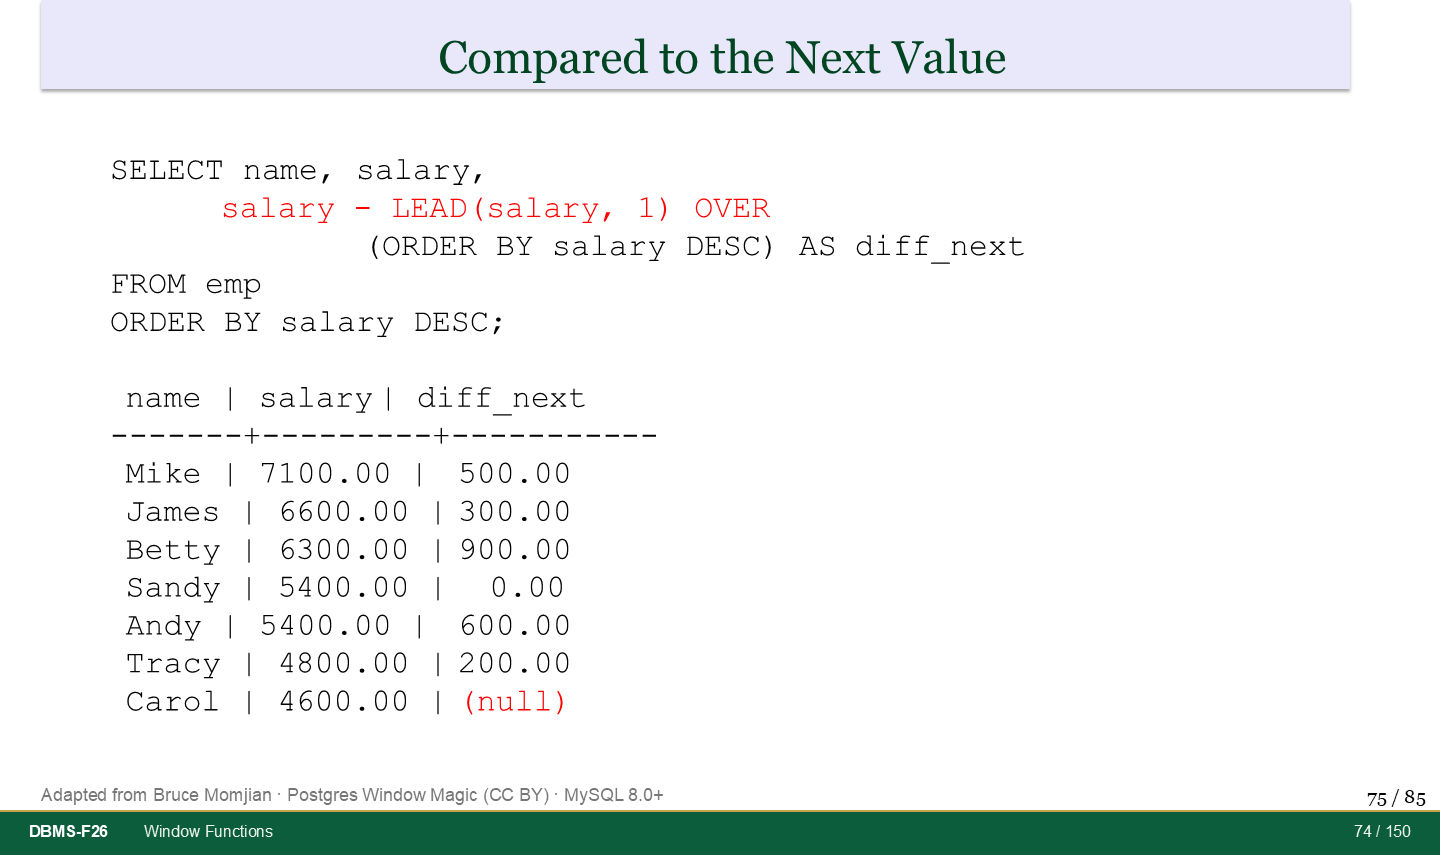 Compared to the Next Value
SELECT name, salary,
salary - LEAD(salary, 1) OVER
(ORDER BY salary DESC) AS diff_next
FROM emp
ORDER BY salary DESC;
name | salary | diff_next
-------+---------+-----------
Mike | 7100.00 | 500.00
James | 6600.00 | 300.00
Betty | 6300.00 | 900.00
Sandy | 5400.00 | 0.00
Andy | 5400.00 | 600.00
Tracy | 4800.00 | 200.00
Carol | 4600.00 | (null)
Adapted from Bruce Momjian · Postgres Window Magic (CC BY) · MySQL 8.0+
75 / 85
DBMS-F26 Window Functions
74 / 150